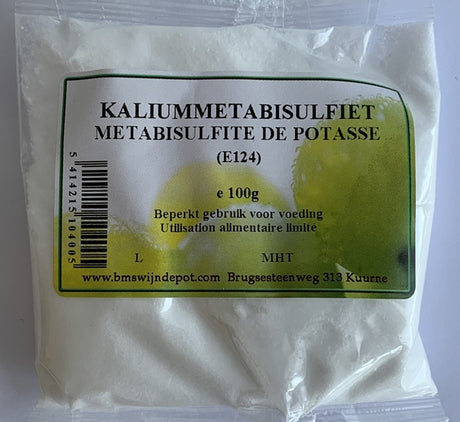 KALIUMMETABISULFIET
METABISULFITE DE POTASSE
(E124)
e 100g
Beperkt gebruik voor voeding
Utilisation alimentaire limité
L MHT
www.bmswijndepot.com Brugsesteenweg 313 Kuurne
5 414215 104005